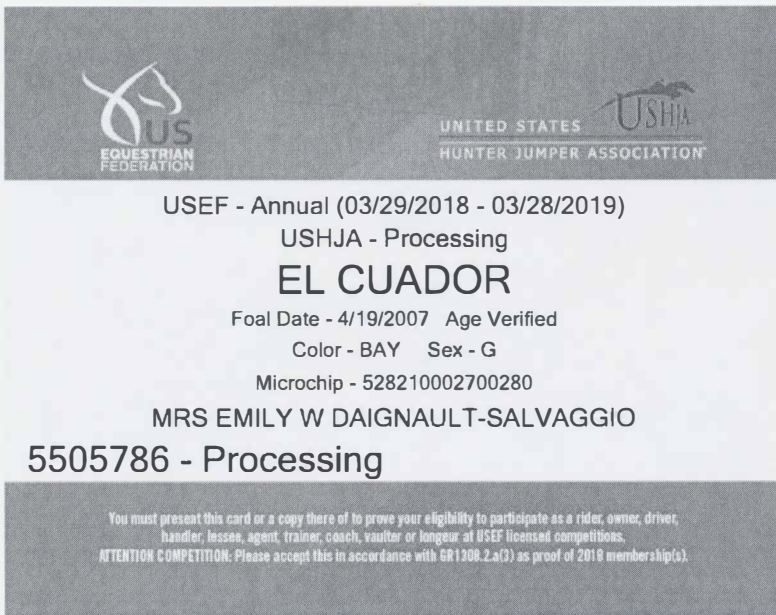 US
EQUESTRIAN
FEDERATION
USHJA
UNITED STATES
HUNTER JUMPER ASSOCIATION
USEF - Annual (03/29/2018 - 03/28/2019)
USHJA - Processing
EL CUADOR
Foal Date - 4/19/2007 Age Verified
Color - BAY Sex - G
Microchip - 528210002700280
MRS EMILY W DAIGNAULT-SALVAGGIO
5505786 - Processing
You must present this card or a copy there of to prove your eligibility to participate as a rider, owner, driver,
handler, lessee, agent, trainer, coach, vaulter or longeur at USEF licensed competitions.
ATTENTION COMPETITION: Please accept this in accordance with GR1308.2.a(3) as proof of 2018 membership(s).